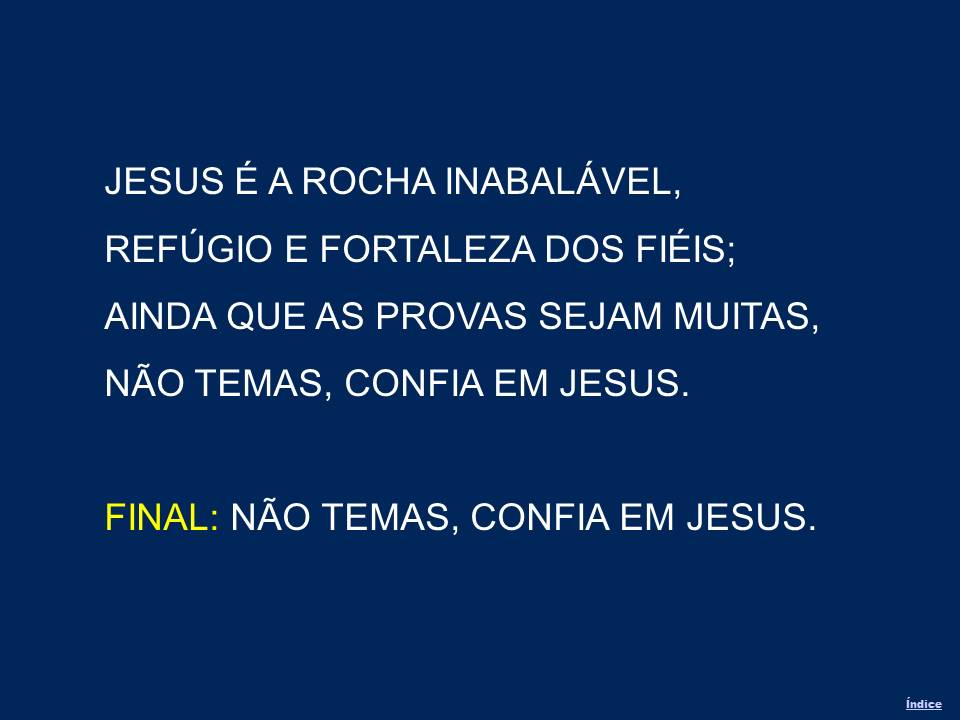 JESUS É A ROCHA INABALÁVEL,
REFÚGIO E FORTALEZA DOS FIÉIS;
AINDA QUE AS PROVAS SEJAM MUITAS,
NÃO TEMAS, CONFIA EM JESUS.
FINAL: NÃO TEMAS, CONFIA EM JESUS.
Índice